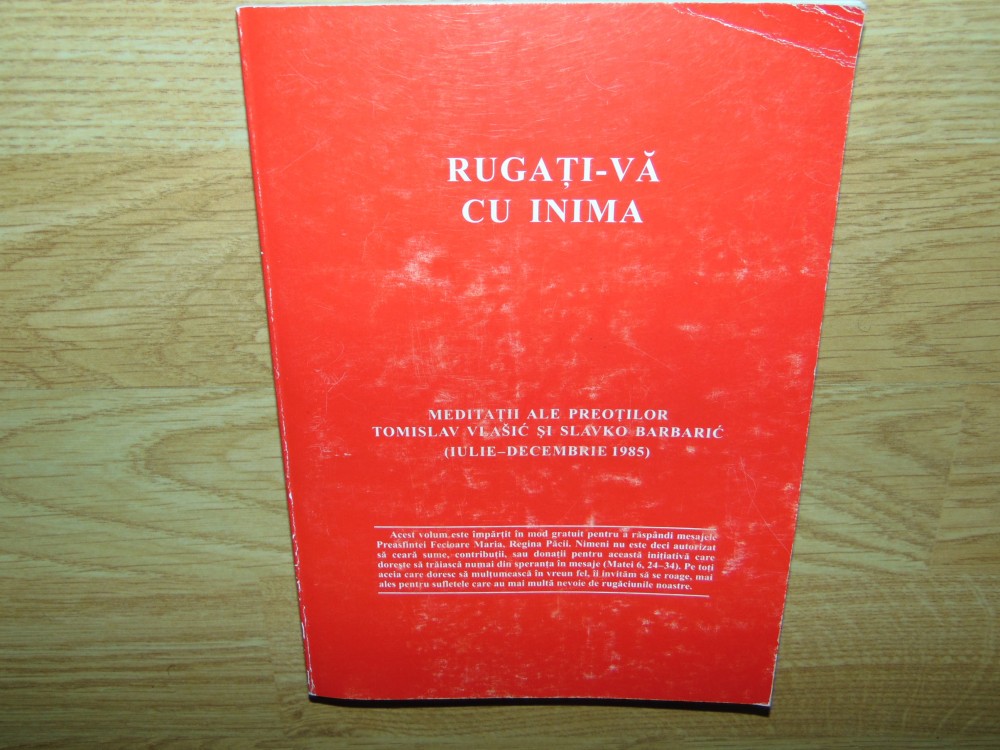 RUGAȚI-VĂ
CU INIMA
MEDITAȚII ALE PREOȚILOR
TOMISLAV VLAŠIĆ ȘI SLAVKO BARBARIĆ
(IULIE–DECEMBRIE 1985)
Acest volum este împărțit în mod gratuit pentru a răspândi mesajele
Preasfintei Fecioare Maria, Regina Păcii. Nimeni nu este deci autorizat
să ceară sume, contribuții, sau donații pentru această inițiativă care
dorește să trăiască numai din speranța în mesaje (Matei 6, 24–34). Pe toți
aceia care doresc să mulțumească în vreun fel, îi invităm să se roage, mai
ales pentru sufletele care au mai multă nevoie de rugăciunile noastre.